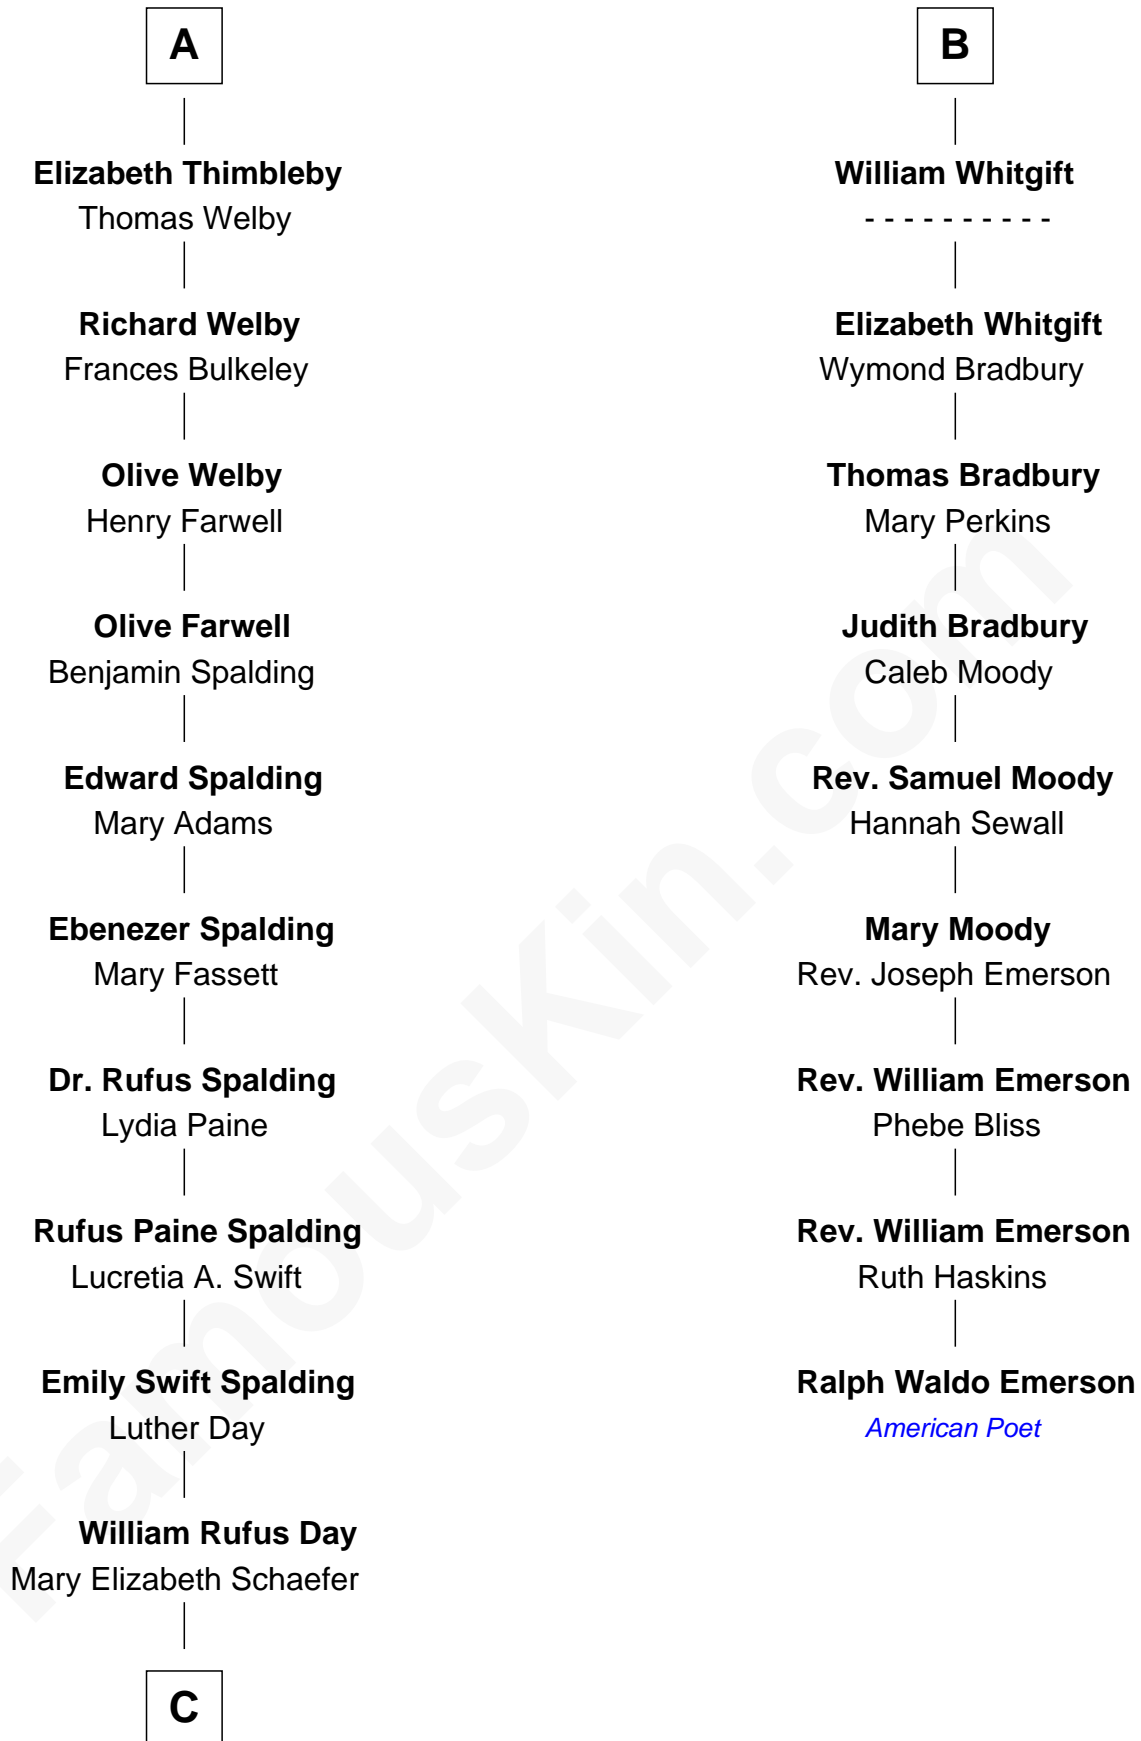 A
Elizabeth Thimbleby
Thomas Welby
Richard Welby
Frances Bulkeley
Olive Welby
Henry Farwell
Olive Farwell
Benjamin Spalding
Edward Spalding
Mary Adams
Ebenezer Spalding
Mary Fassett
Dr. Rufus Spalding
Lydia Paine
Rufus Paine Spalding
Lucretia A. Swift
Emily Swift Spalding
Luther Day
William Rufus Day
Mary Elizabeth Schaefer
C
B
William Whitgift
- - - - - - - - - -
Elizabeth Whitgift
Wymond Bradbury
Thomas Bradbury
Mary Perkins
Judith Bradbury
Caleb Moody
Rev. Samuel Moody
Hannah Sewall
Mary Moody
Rev. Joseph Emerson
Rev. William Emerson
Phebe Bliss
Rev. William Emerson
Ruth Haskins
Ralph Waldo Emerson
American Poet
FamousKin.com